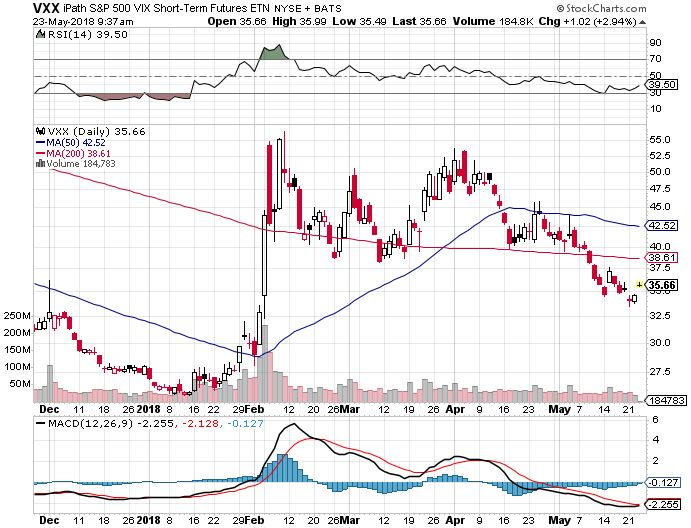 VXX iPath S&P 500 VIX Short-Term Futures ETN NYSE + BATS © StockCharts.com
23-May-2018 9:37am Open 35.66 High 35.99 Low 35.49 Last 35.66 Volume 184.8K Chg +1.02 (+2.94%)
RSI(14) 39.50
90
70
50
39.50
30
10
VXX (Daily) 35.66
MA(50) 42.52
MA(200) 38.61
Volume 184,783
55.0
52.5
50.0
47.5
45.0
42.52
40.0
38.61
37.5
35.66
32.5
30.0
27.5
250M
200M
150M
100M
50M
184783
Dec 11 18 26 2018 8 16 22 29 Feb 12 20 26 Mar 12 19 26 Apr 9 16 23 May 7 14 21
MACD(12,26,9) -2.255, -2.128, -0.127
6
4
2
-0.127
-2.255
Dec 11 18 26 2018 8 16 22 29 Feb 12 20 26 Mar 12 19 26 Apr 9 16 23 May 7 14 21